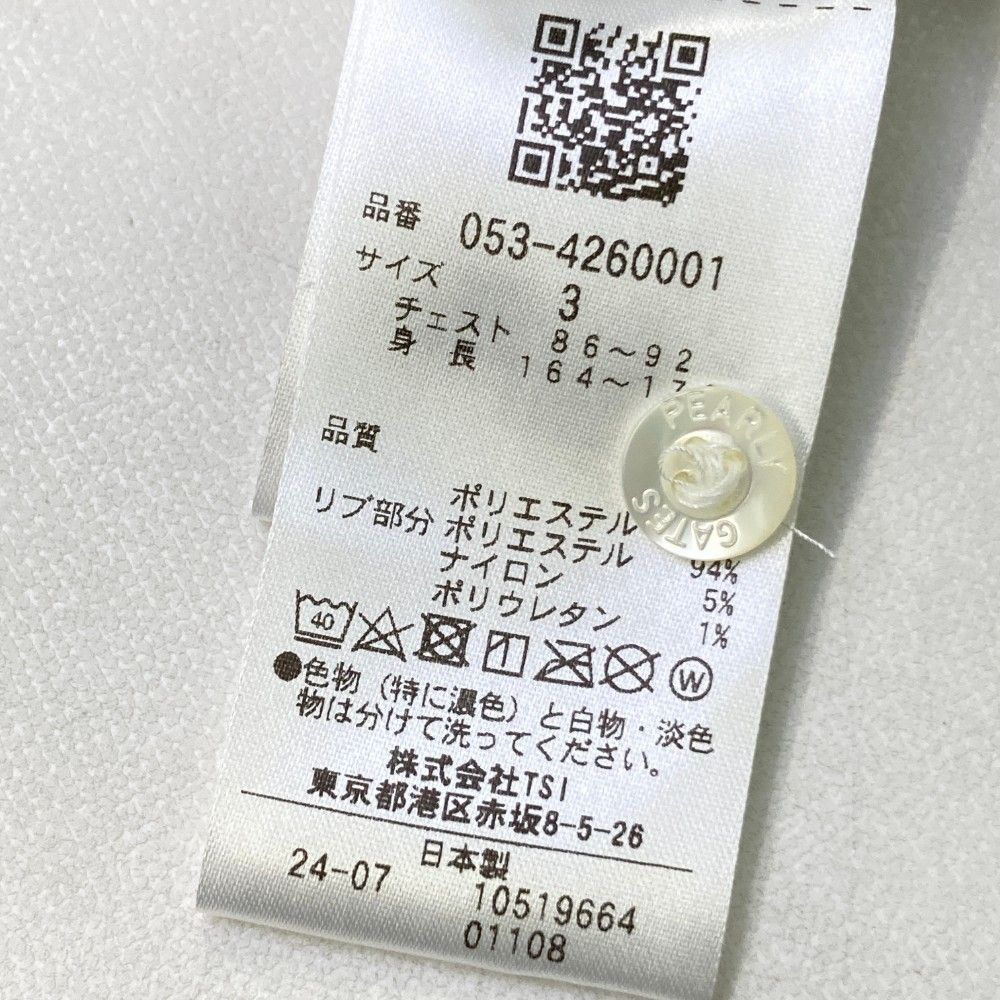 品番 053-4260001
サイズ 3
チェスト 86～92
身長 164～17
PEARLY GATES
品質
ポリエステル
リブ部分 ポリエステル 94%
ナイロン 5%
ポリウレタン 1%
40 W
●色物（特に濃色）と白物・淡色
物は分けて洗ってください。
株式会社TSI
東京都港区赤坂8-5-26
日本製
24-07 10519664
01108